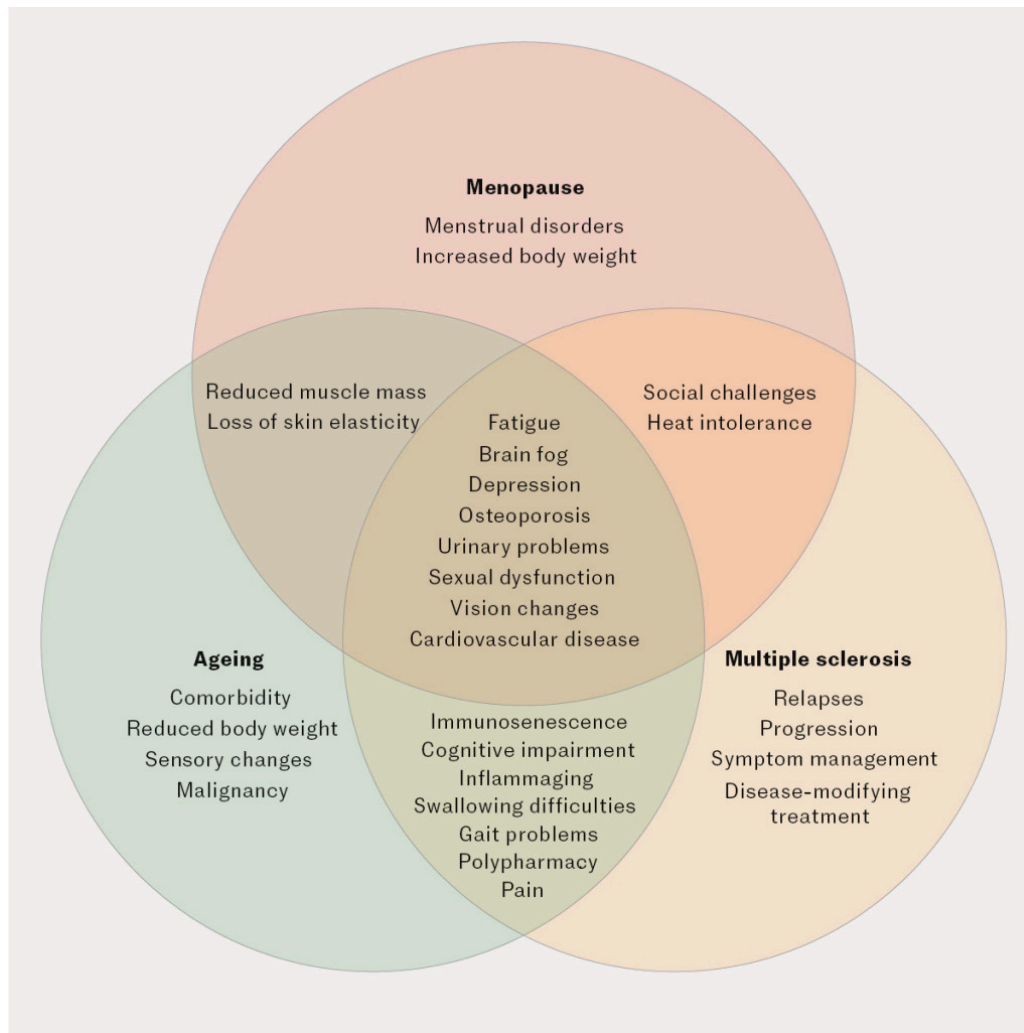 Menopause
Menstrual disorders
Increased body weight
Reduced muscle mass
Loss of skin elasticity
Social challenges
Heat intolerance
Fatigue
Brain fog
Depression
Osteoporosis
Urinary problems
Sexual dysfunction
Vision changes
Cardiovascular disease
Ageing
Comorbidity
Reduced body weight
Sensory changes
Malignancy
Immunosenescence
Cognitive impairment
Inflammaging
Swallowing difficulties
Gait problems
Polypharmacy
Pain
Multiple sclerosis
Relapses
Progression
Symptom management
Disease-modifying
treatment